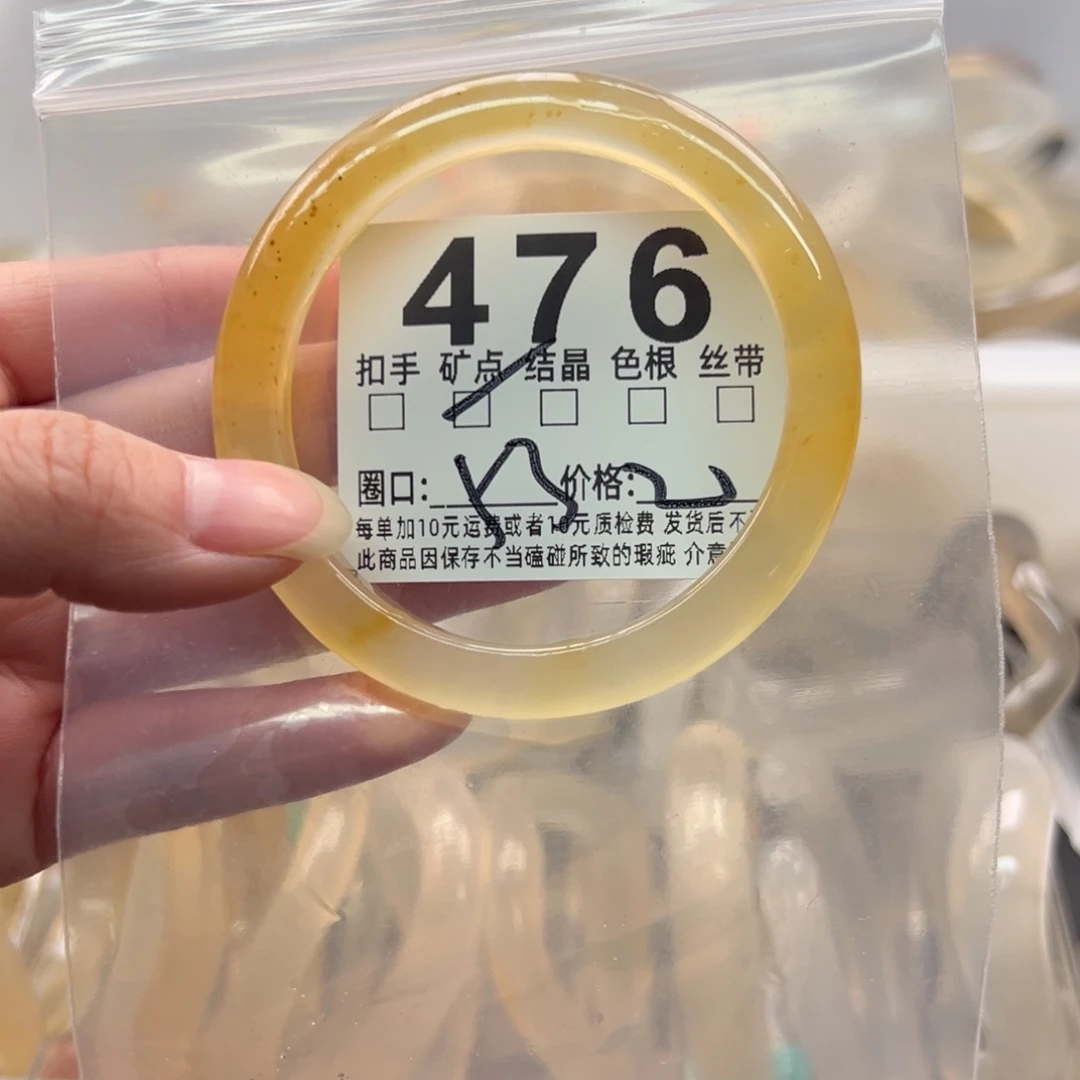 476
扣手 矿点 结晶 色根 丝带
圈口: 价格:
每单加10元运费或者10元质检费 发货后不
此商品因保存不当磕碰所致的瑕疵 介意